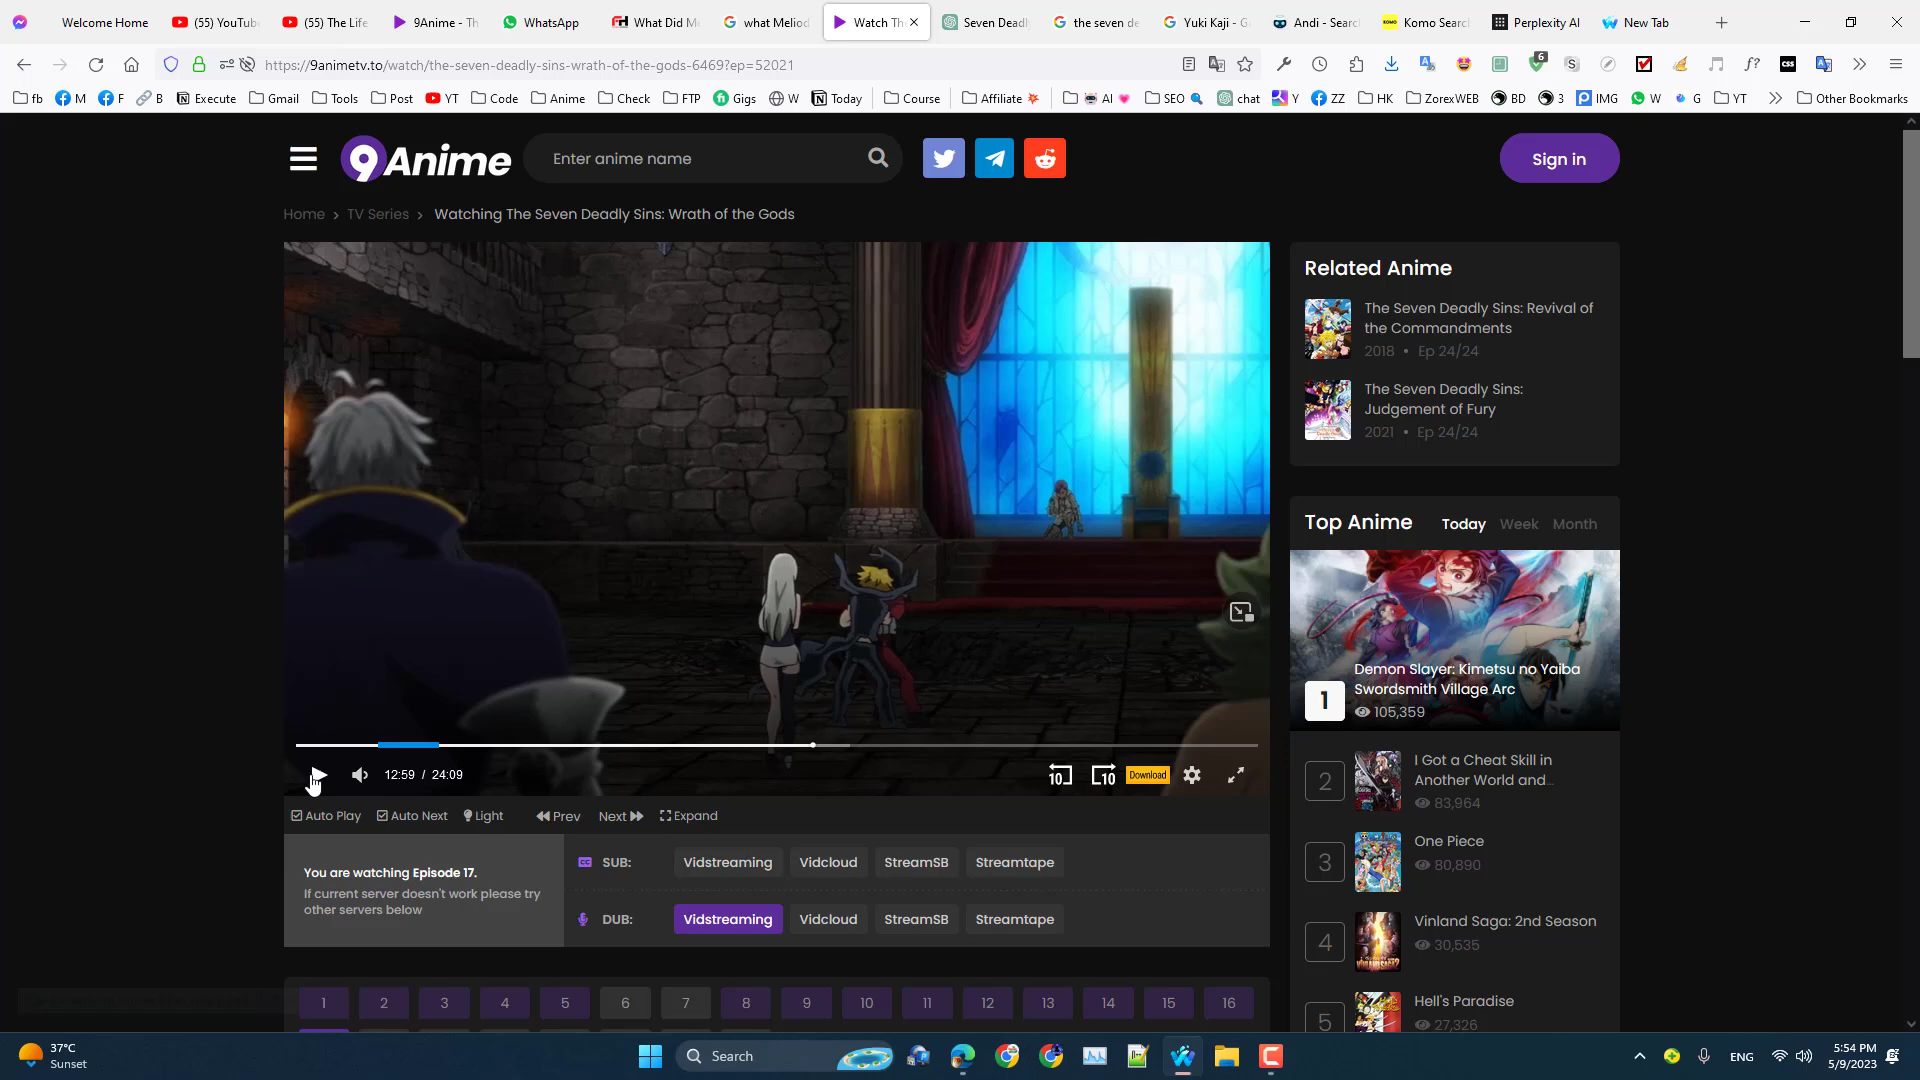 Welcome Home
(55) YouTub
(55) The Life
9Anime - Th
WhatsApp
What Did Me
what Meliod
Watch The
Seven Deadly
the seven de
Yuki Kaji - G
Andi - Searc
Komo Search
Perplexity AI
New Tab
https://9animetv.to/watch/the-seven-deadly-sins-wrath-of-the-gods-6469?ep=52021
6
CSS
fb
M
F
B
Execute
Gmail
Tools
Post
YT
Code
Anime
Check
FTP
Gigs
W
Today
Course
Affiliate
AI
SEO
chat
Y
ZZ
HK
ZorexWEB
BD
3
IMG
W
G
YT
Other Bookmarks
9Anime
Enter anime name
Sign in
Home > TV Series > Watching The Seven Deadly Sins: Wrath of the Gods
12:59 / 24:09
10
10
Download
Auto Play
Auto Next
Light
Prev
Next
Expand
You are watching Episode 17.
If current server doesn't work please try
other servers below
SUB:
Vidstreaming
Vidcloud
StreamSB
Streamtape
DUB:
Vidstreaming
Vidcloud
StreamSB
Streamtape
1 2 3 4 5 6 7 8 9 10 11 12 13 14 15 16
Related Anime
The Seven Deadly Sins: Revival of
the Commandments
2018 • Ep 24/24
The Seven Deadly Sins:
Judgement of Fury
2021 • Ep 24/24
Top Anime
Today Week Month
1
Demon Slayer: Kimetsu no Yaiba
Swordsmith Village Arc
105,359
2
I Got a Cheat Skill in
Another World and...
83,964
3
One Piece
80,890
4
Vinland Saga: 2nd Season
30,535
5
Hell's Paradise
27,326
37°C
Sunset
Search
ENG
5:54 PM
5/9/2023